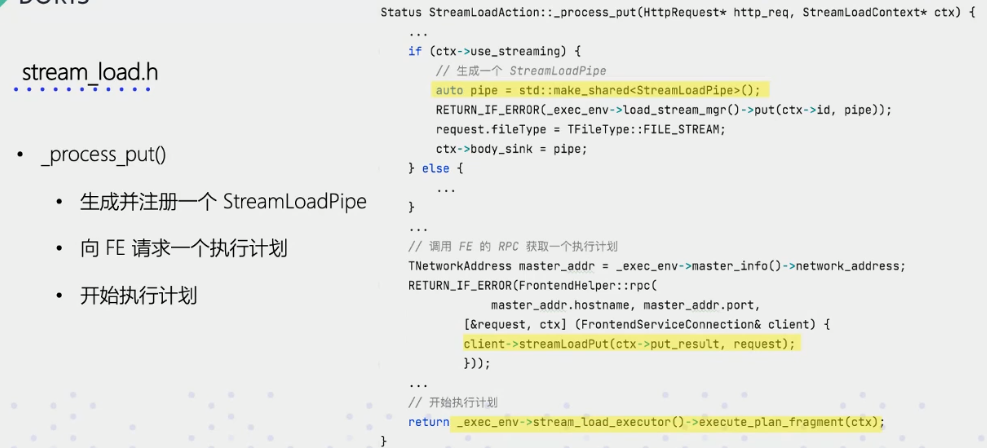 DORIS
stream_load.h
• _process_put()
• 生成并注册一个 StreamLoadPipe
• 向 FE 请求一个执行计划
• 开始执行计划
Status StreamLoadAction::_process_put(HttpRequest* http_req, StreamLoadContext* ctx) {
...
if (ctx->use_streaming) {
// 生成一个 StreamLoadPipe
auto pipe = std::make_shared<StreamLoadPipe>();
RETURN_IF_ERROR(_exec_env->load_stream_mgr()->put(ctx->id, pipe));
request.fileType = TFileType::FILE_STREAM;
ctx->body_sink = pipe;
} else {
...
}
...
// 调用 FE 的 RPC 获取一个执行计划
TNetworkAddress master_addr = _exec_env->master_info()->network_address;
RETURN_IF_ERROR(FrontendHelper::rpc(
master_addr.hostname, master_addr.port,
[&request, ctx] (FrontendServiceConnection& client) {
client->streamLoadPut(ctx->put_result, request);
}));
...
// 开始执行计划
return _exec_env->stream_load_executor()->execute_plan_fragment(ctx);
}